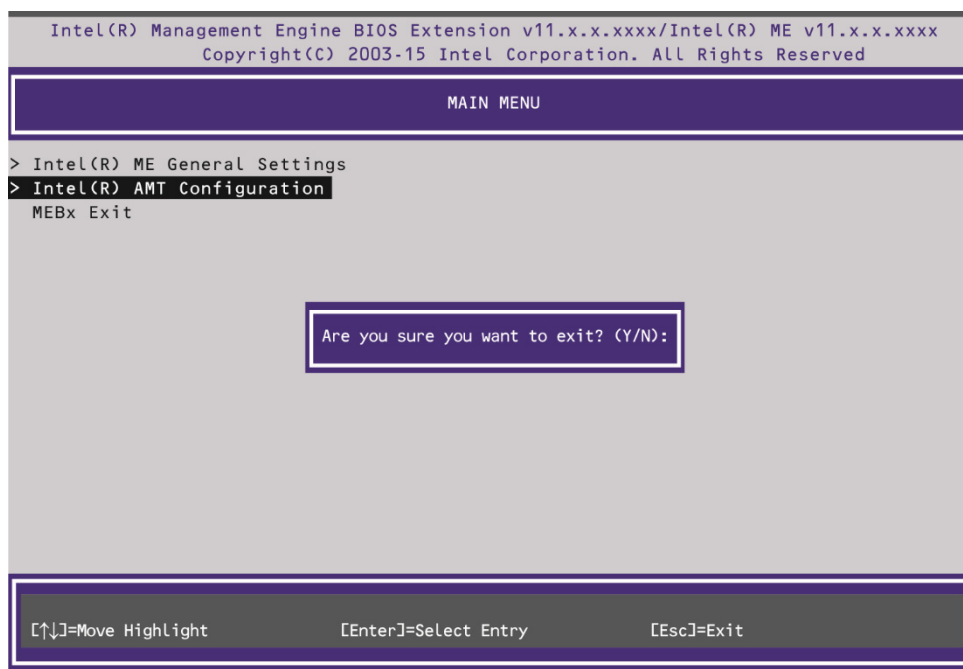 Intel(R) Management Engine BIOS Extension v11.x.x.xxxx/Intel(R) ME v11.x.x.xxxx
Copyright(C) 2003-15 Intel Corporation. All Rights Reserved
MAIN MENU
> Intel(R) ME General Settings
> Intel(R) AMT Configuration
MEBx Exit
Are you sure you want to exit? (Y/N):
[↑↓]=Move Highlight [Enter]=Select Entry [Esc]=Exit